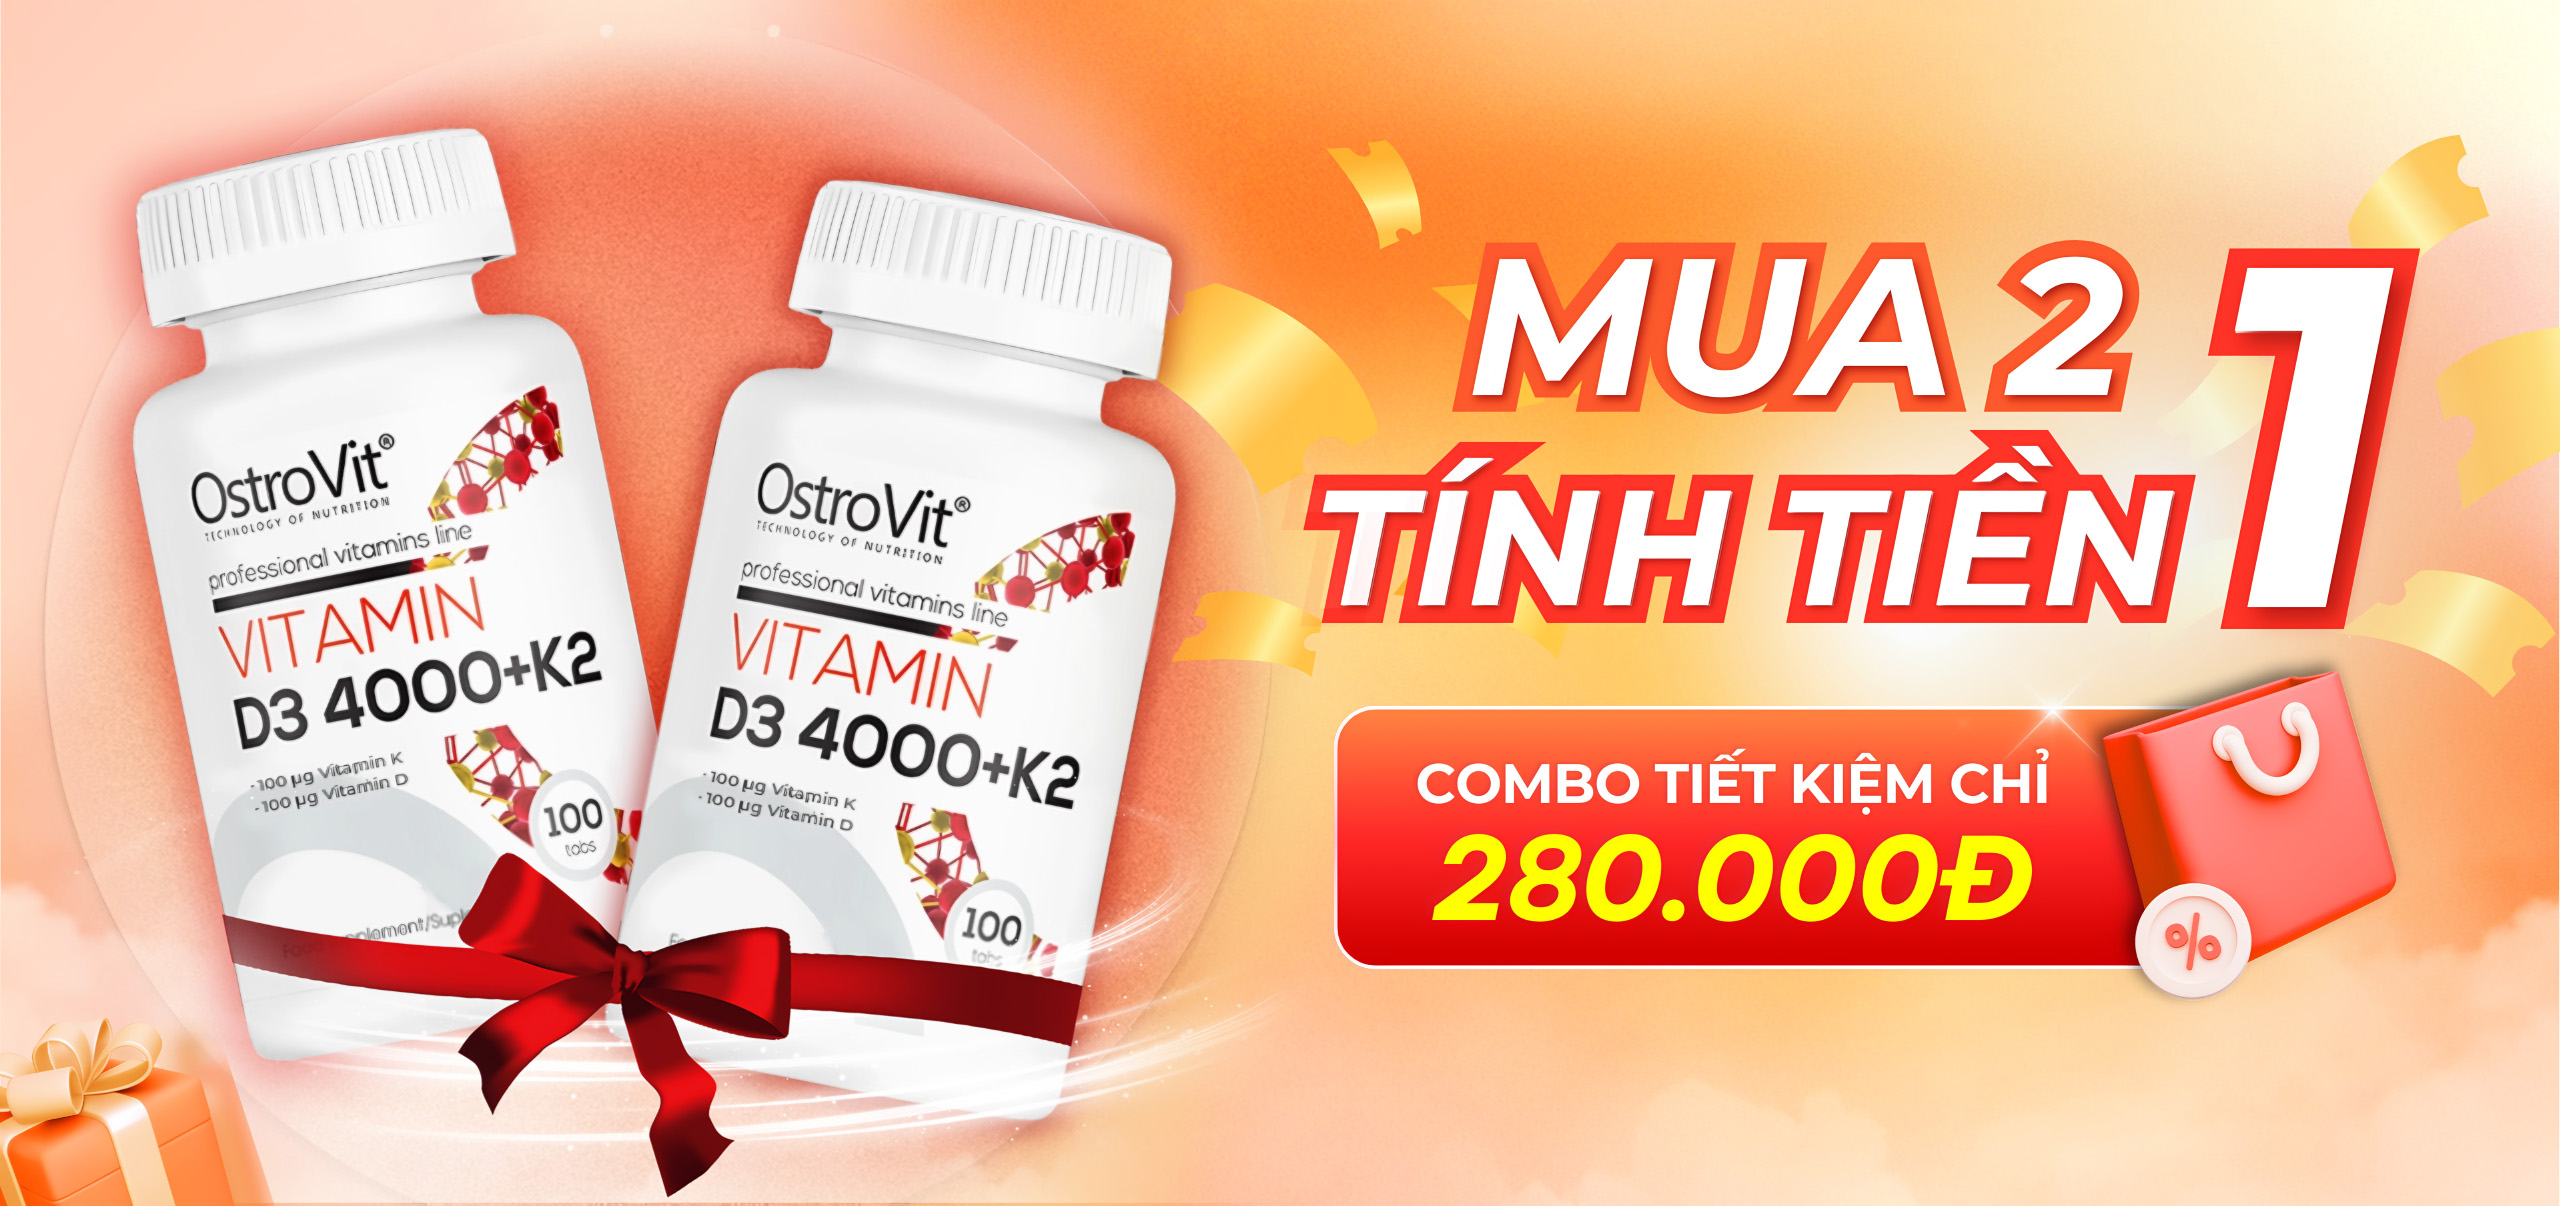 OstroVit®
TECHNOLOGY OF NUTRITION
professional vitamins line
VITAMIN
D3 4000+K2
- 100 µg Vitamin K
- 100 µg Vitamin D
100
tabs
OstroVit®
TECHNOLOGY OF NUTRITION
professional vitamins line
VITAMIN
D3 4000+K2
- 100 µg Vitamin K
- 100 µg Vitamin D
100
tabs
MUA 2
TÍNH TIỀN 1
COMBO TIẾT KIỆM CHỈ
280.000Đ
%